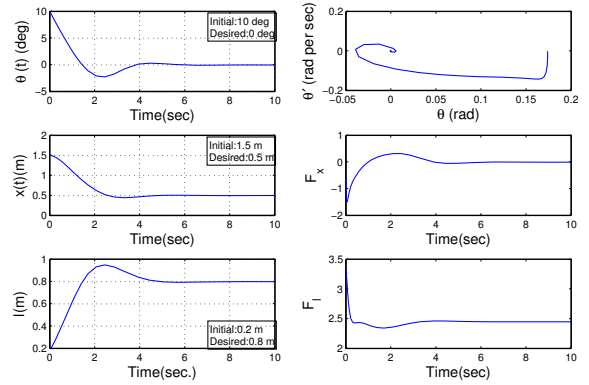 10
5
0
−5
θ (t) (deg)
Initial:10 deg
Desired:0 deg
0 2 4 6 8 10
Time(sec)
0.2
0
−0.2
θ′ (rad per sec)
−0.05 0 0.05 0.1 0.15 0.2
θ (rad)
2
1.5
1
0.5
0
x(t)(m)
Initial:1.5 m
Desired:0.5 m
0 2 4 6 8 10
Time(sec)
1
0
−1
−2
F_x
0 2 4 6 8 10
Time(sec)
1
0.8
0.6
0.4
0.2
l(m)
Initial:0.2 m
Desired:0.8 m
0 2 4 6 8 10
Time(sec.)
3.5
3
2.5
2
F_l
0 2 4 6 8 10
Time(sec)